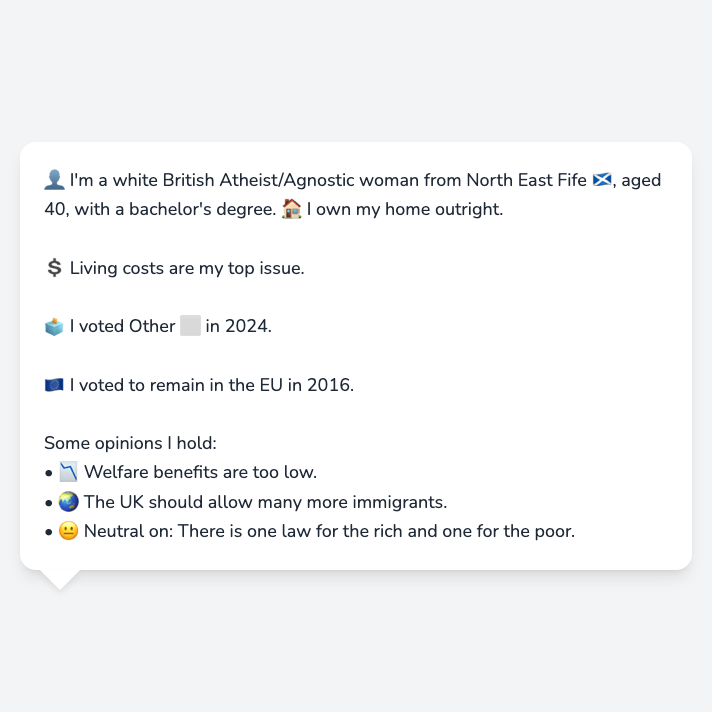 👤 I'm a white British Atheist/Agnostic woman from North East Fife 🏴󠁧󠁢󠁳󠁣󠁴󠁿, aged
40, with a bachelor's degree. 🏠 I own my home outright.
💲 Living costs are my top issue.
🗳️ I voted Other ⬜ in 2024.
🇪🇺 I voted to remain in the EU in 2016.
Some opinions I hold:
• 📉 Welfare benefits are too low.
• 🌏 The UK should allow many more immigrants.
• 😐 Neutral on: There is one law for the rich and one for the poor.